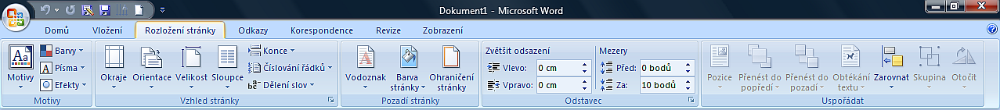 Dokument1 - Microsoft Word
Domů Vložení Rozložení stránky Odkazy Korespondence Revize Zobrazení
Aa
Motivy
Barvy
A Písma
Efekty
Motivy
Okraje
Orientace
Velikost
Sloupce
Konce
Číslování řádků
Dělení slov
Vzhled stránky
Vodoznak
Barva
stránky
Ohraničení
stránky
Pozadí stránky
Zvětšit odsazení
Vlevo: 0 cm
Vpravo: 0 cm
Mezery
Před: 0 bodů
Za: 10 bodů
Odstavec
Pozice
Přenést do
popředí
Přenést do
pozadí
Obtékání
textu
Zarovnat
Skupina
Otočit
Uspořádat